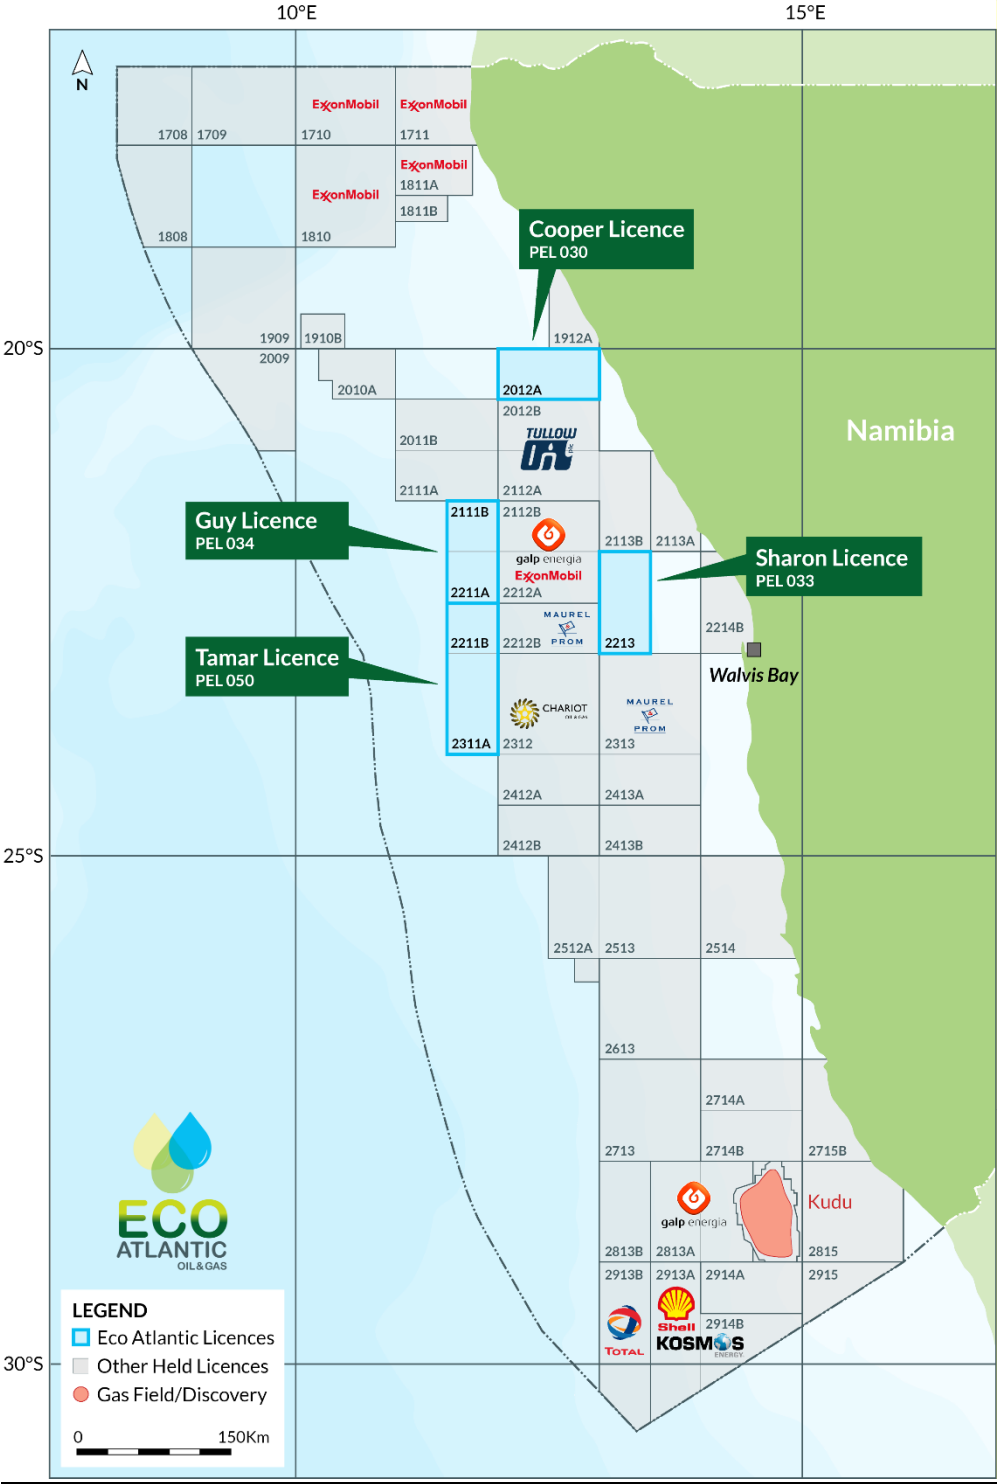 10°E 15°E
N
ExxonMobil ExxonMobil
1708 1709 1710 1711
ExxonMobil
1811A
ExxonMobil
1811B
1808 1810
Cooper Licence
PEL 030
1909 1910B 1912A
20°S
2009
2010A 2012A
2012B
Namibia
TULLOW
OIL plc
2011B
2111A 2112A
Guy Licence
PEL 034
2111B 2112B
galp energia
ExxonMobil
2113B 2113A
Sharon Licence
PEL 033
2211A 2212A
MAUREL
PROM
2214B
2211B 2212B 2213
Tamar Licence
PEL 050
Walvis Bay
CHARIOT
OIL & GAS
MAUREL
PROM
2311A 2312 2313
2412A 2413A
2412B 2413B
25°S
2512A 2513 2514
2613
2714A
2713 2714B 2715B
galp energia
Kudu
2813B 2813A 2815
2913B 2913A 2914A 2915
Shell
2914B
TOTAL
KOSMOS
ENERGY
30°S
ECO
ATLANTIC
OIL & GAS
LEGEND
Eco Atlantic Licences
Other Held Licences
Gas Field/Discovery
0 150Km